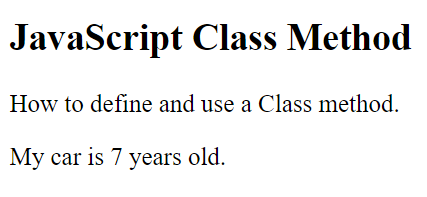 JavaScript Class Method
How to define and use a Class method.
My car is 7 years old.